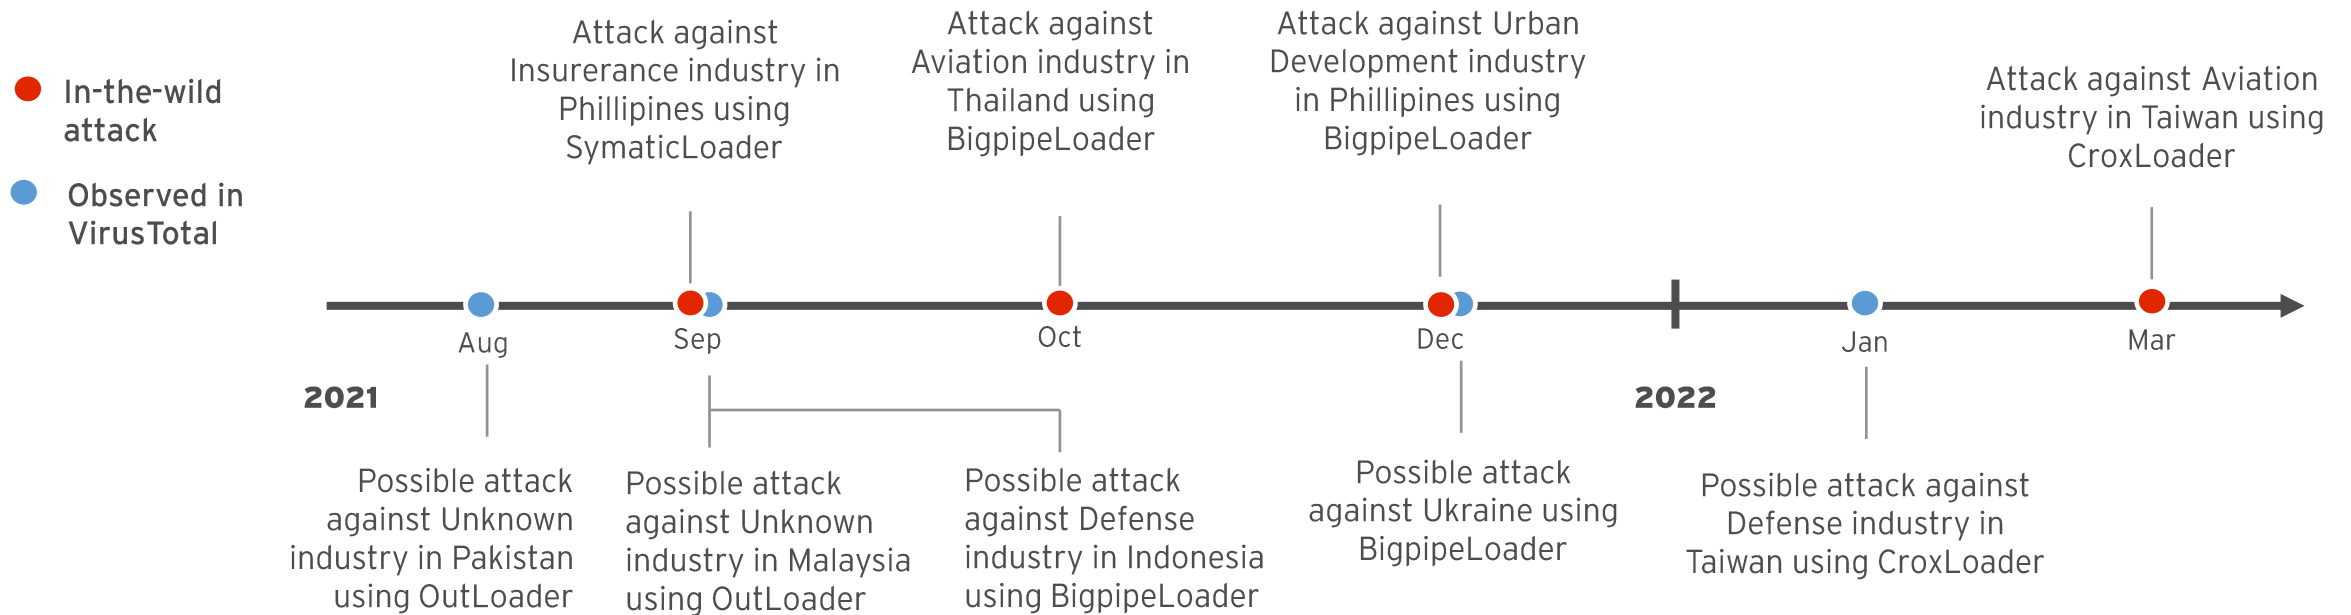 In-the-wild
attack
Observed in
VirusTotal
Attack against
Insurerance industry in
Phillipines using
SymaticLoader
Attack against
Aviation industry in
Thailand using
BigpipeLoader
Attack against Urban
Development industry
in Phillipines using
BigpipeLoader
Attack against Aviation
industry in Taiwan using
CroxLoader
Aug
Sep
Oct
Dec
Jan
Mar
2021
2022
Possible attack
against Unknown
industry in Pakistan
using OutLoader
Possible attack
against Unknown
industry in Malaysia
using OutLoader
Possible attack
against Defense
industry in Indonesia
using BigpipeLoader
Possible attack
against Ukraine using
BigpipeLoader
Possible attack against
Defense industry in
Taiwan using CroxLoader